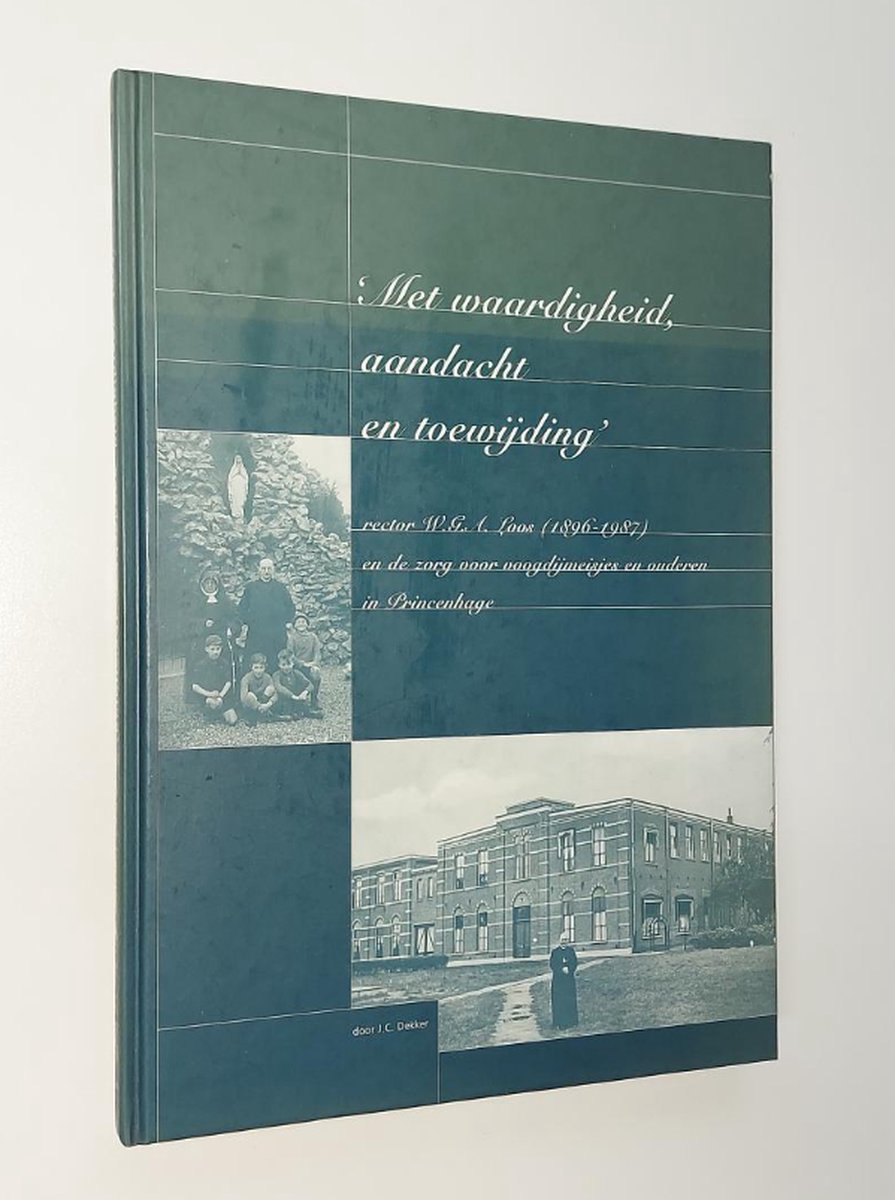 ‘Met waardigheid,
aandacht
en toewijding’
rector W.G.A. Loos (1896-1987)
en de zorg voor voogdijmeisjes en ouderen
in Princenhage
door J.C. Dekker